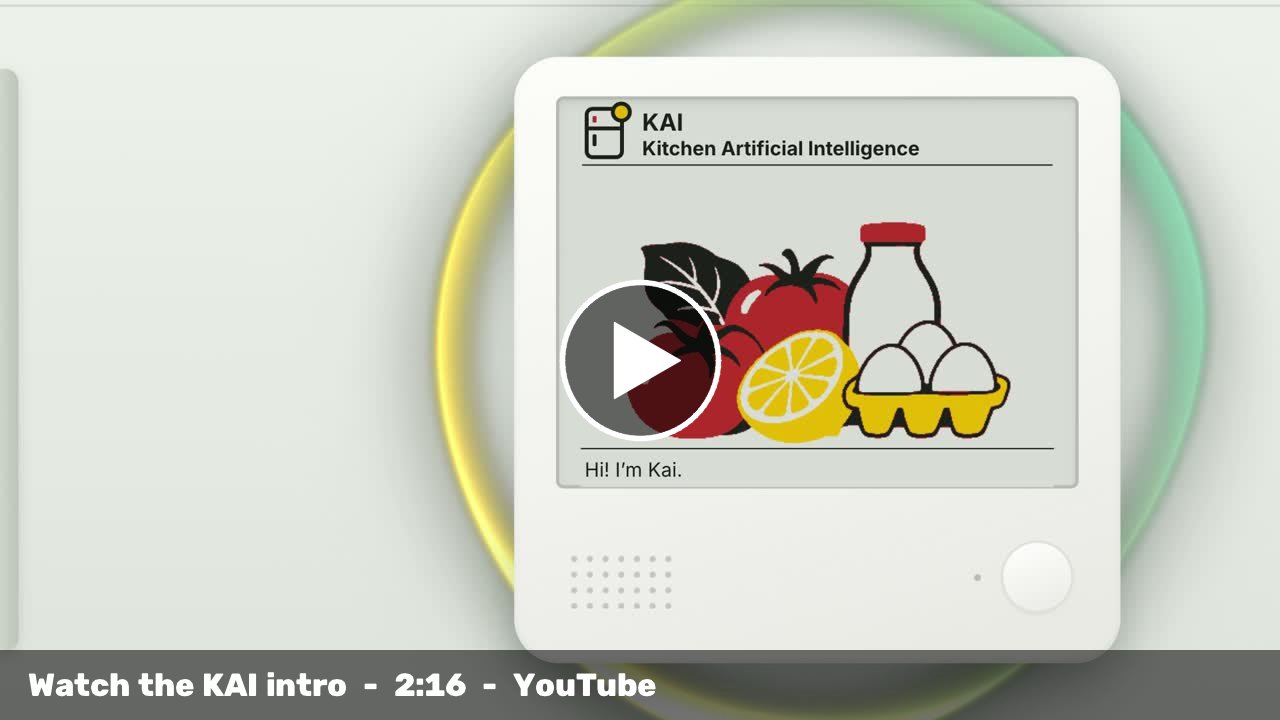 KAI
Kitchen Artificial Intelligence
Hi! I’m Kai.
Watch the KAI intro - 2:16 - YouTube